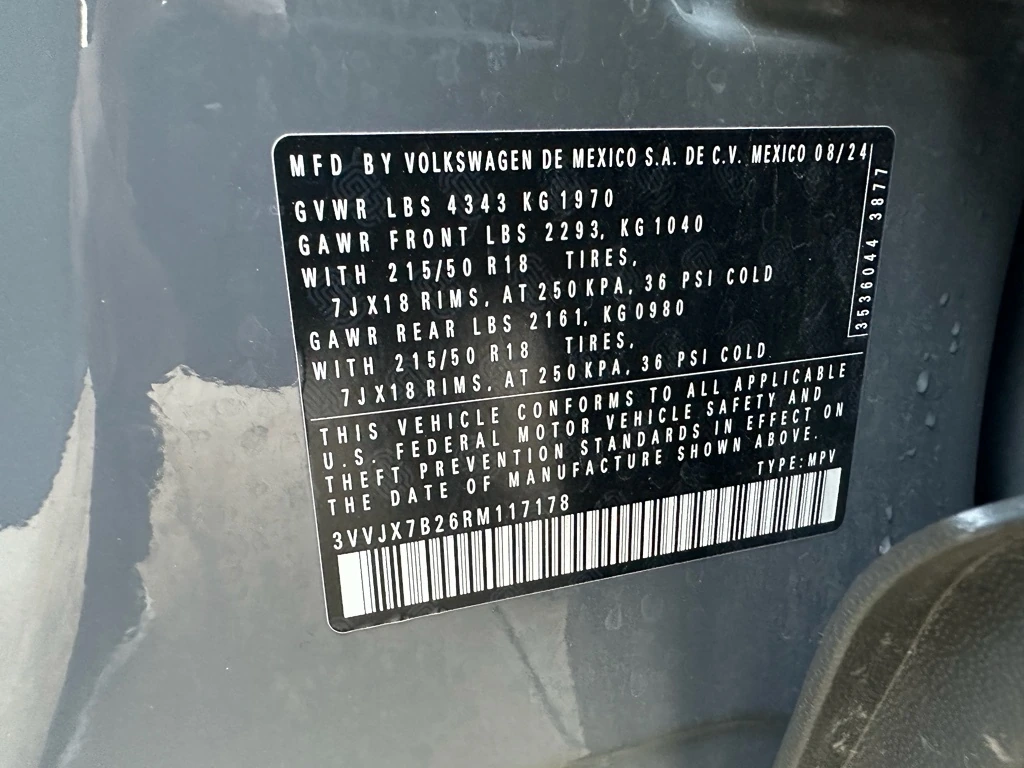 MFD BY VOLKSWAGEN DE MEXICO S.A. DE C.V. MEXICO 08/24
GVWR LBS 4343 KG 1970
GAWR FRONT LBS 2293, KG 1040
WITH 215/50 R18 TIRES,
7JX18 RIMS, AT 250 KPA, 36 PSI COLD
GAWR REAR LBS 2161, KG 0980
WITH 215/50 R18 TIRES,
7JX18 RIMS, AT 250 KPA, 36 PSI COLD
3536044 3877
THIS VEHICLE CONFORMS TO ALL APPLICABLE
U.S. FEDERAL MOTOR VEHICLE SAFETY AND
THEFT PREVENTION STANDARDS IN EFFECT ON
THE DATE OF MANUFACTURE SHOWN ABOVE.
TYPE: MPV
3VVJX7B26RM117178